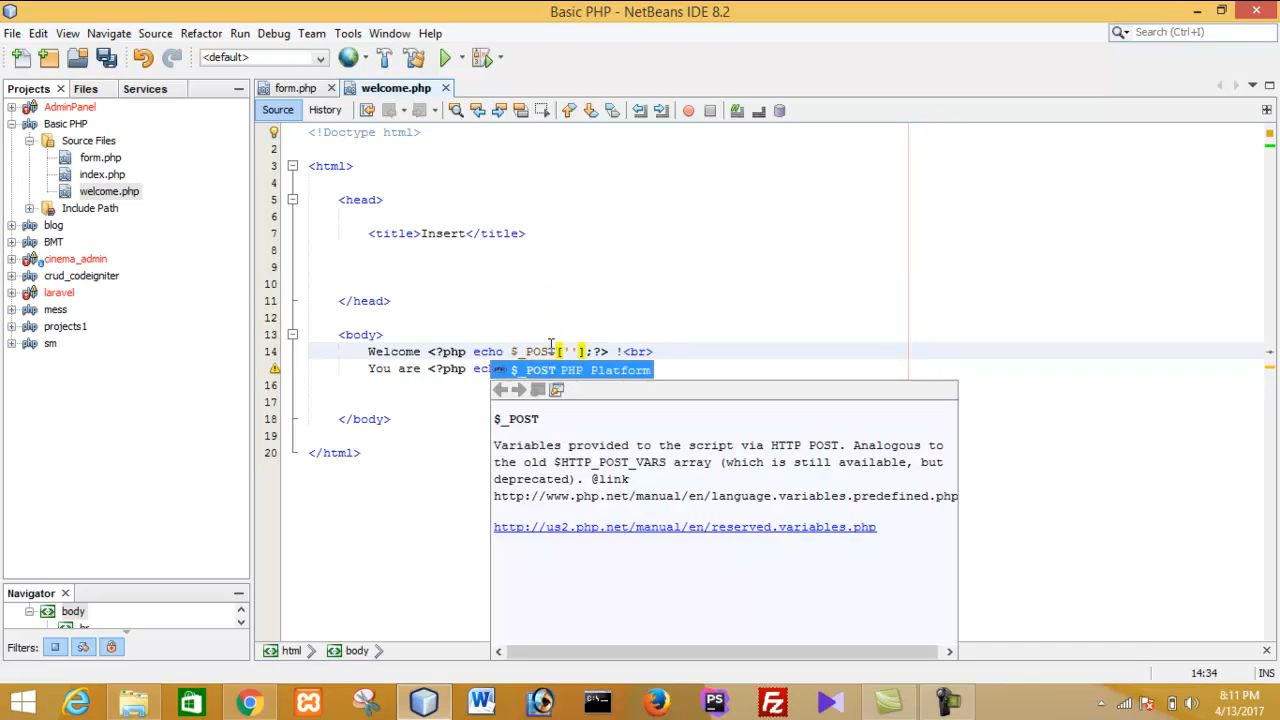 Basic PHP - NetBeans IDE 8.2
File Edit View Navigate Source Refactor Run Debug Team Tools Window Help
Search (Ctrl+I)
<default>
Projects Files Services
form.php welcome.php
Source History
AdminPanel
Basic PHP
Source Files
form.php
index.php
welcome.php
Include Path
blog
BMT
cinema_admin
crud_codeigniter
laravel
mess
projects1
sm
<!Doctype html>
2
3 <html>
4
5 <head>
6
7 <title>Insert</title>
8
9
10
11 </head>
12
13 <body>
14 Welcome <?php echo $_POST[''];?> !<br>
You are <?php ec
16
17
18 </body>
19
20 </html>
$_POST PHP Platform
$_POST
Variables provided to the script via HTTP POST. Analogous to
the old $HTTP_POST_VARS array (which is still available, but
deprecated). @link
http://www.php.net/manual/en/language.variables.predefined.php
http://us2.php.net/manual/en/reserved.variables.php
Navigator
body
br
Filters:
html body
14:34 INS
8:11 PM
4/13/2017